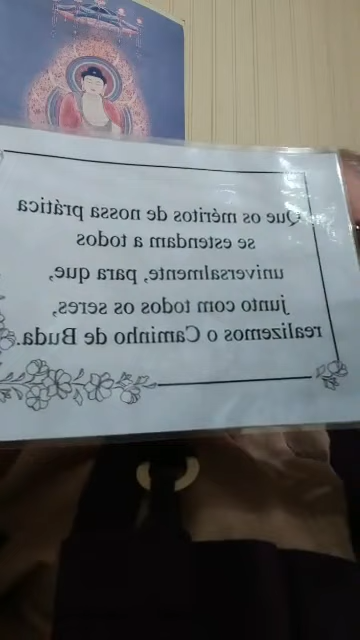 Que os méritos de nossa prática
se estendam a todos
universalmente, para que,
junto com todos os seres,
realizemos o Caminho de Buda.